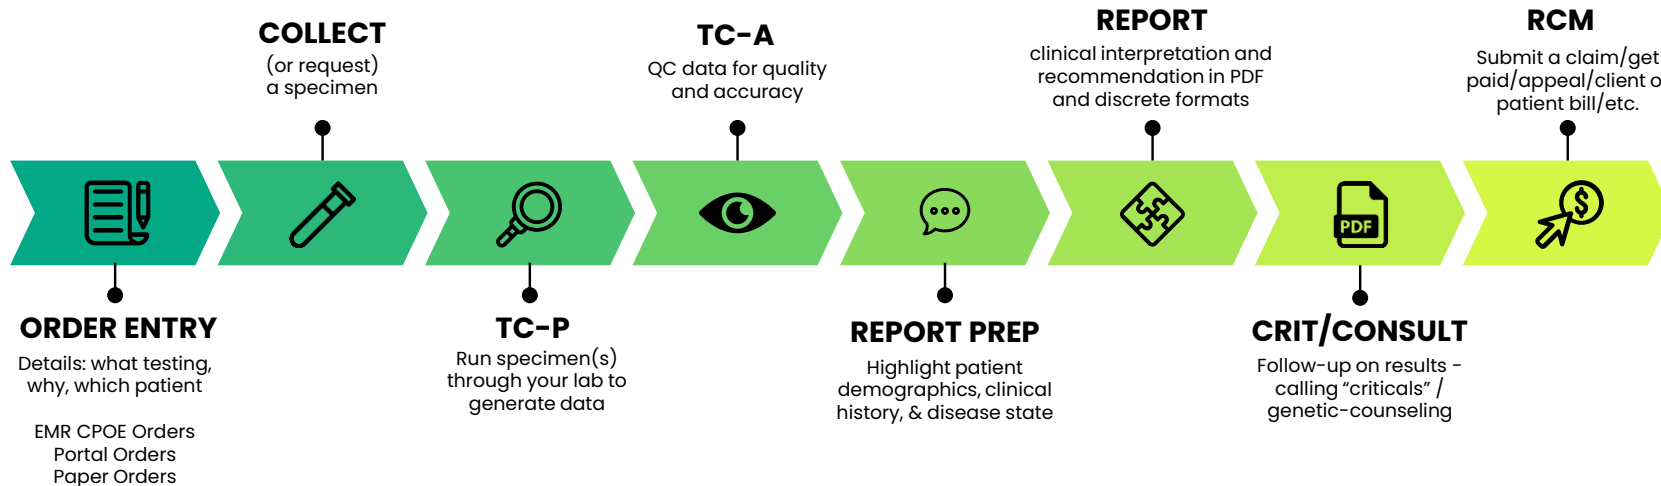 COLLECT
(or request)
a specimen
TC-A
QC data for quality
and accuracy
REPORT
clinical interpretation and
recommendation in PDF
and discrete formats
RCM
Submit a claim/get
paid/appeal/client o
patient bill/etc.
PDF
$
ORDER ENTRY
Details: what testing,
why, which patient
EMR CPOE Orders
Portal Orders
Paper Orders
TC-P
Run specimen(s)
through your lab to
generate data
REPORT PREP
Highlight patient
demographics, clinical
history, & disease state
CRIT/CONSULT
Follow-up on results -
calling “criticals” /
genetic-counseling